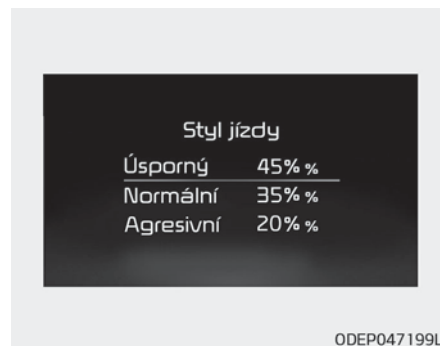 Styl jízdy
Úsporný 45% %
Normální 35% %
Agresivní 20% %
ODEP047199L